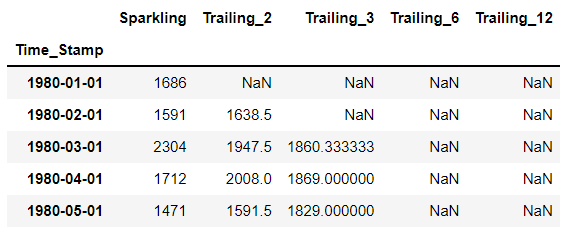 Sparkling Trailing_2 Trailing_3 Trailing_6 Trailing_12
Time_Stamp
1980-01-01 1686 NaN NaN NaN NaN
1980-02-01 1591 1638.5 NaN NaN NaN
1980-03-01 2304 1947.5 1860.333333 NaN NaN
1980-04-01 1712 2008.0 1869.000000 NaN NaN
1980-05-01 1471 1591.5 1829.000000 NaN NaN